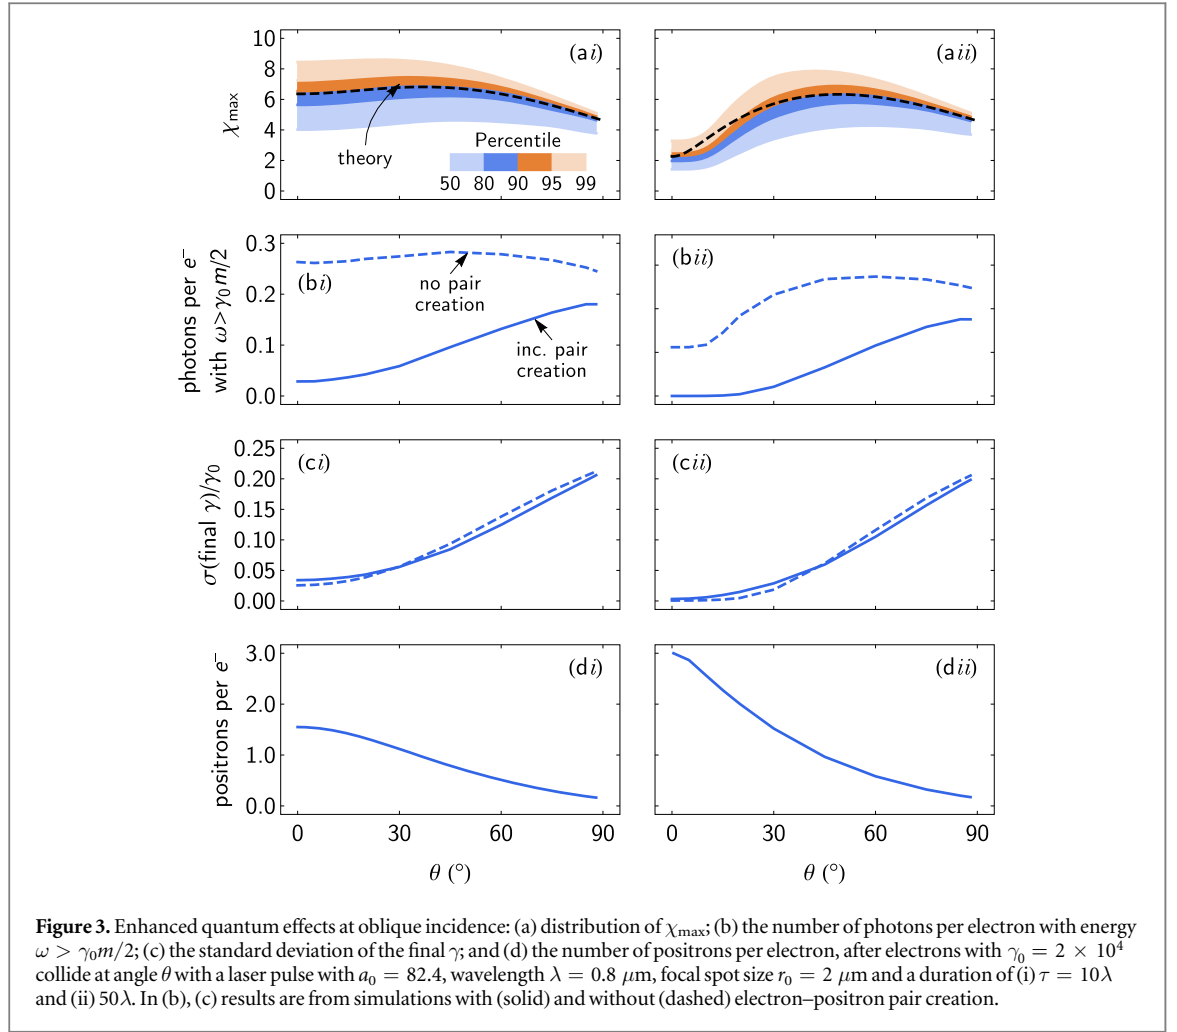 10
8
6
4
2
0
χmax
(ai)
theory
Percentile
50 80 90 95 99
(aii)
0.3
0.2
0.1
0.0
photons per e−
with ω>γ0m/2
(bi)
no pair
creation
inc. pair
creation
(bii)
0.25
0.20
0.15
0.10
0.05
0.00
σ(final γ)/γ0
(ci)
(cii)
3.0
2.0
1.0
0.0
positrons per e−
(di)
(dii)
0 30 60 90
0 30 60 90
θ (°)
θ (°)
Figure 3. Enhanced quantum effects at oblique incidence: (a) distribution of χmax; (b) the number of photons per electron with energy
ω > γ0m/2; (c) the standard deviation of the final γ; and (d) the number of positrons per electron, after electrons with γ0 = 2 × 10⁴
collide at angle θ with a laser pulse with a0 = 82.4, wavelength λ = 0.8 μm, focal spot size r0 = 2 μm and a duration of (i) τ = 10λ
and (ii) 50λ. In (b), (c) results are from simulations with (solid) and without (dashed) electron–positron pair creation.